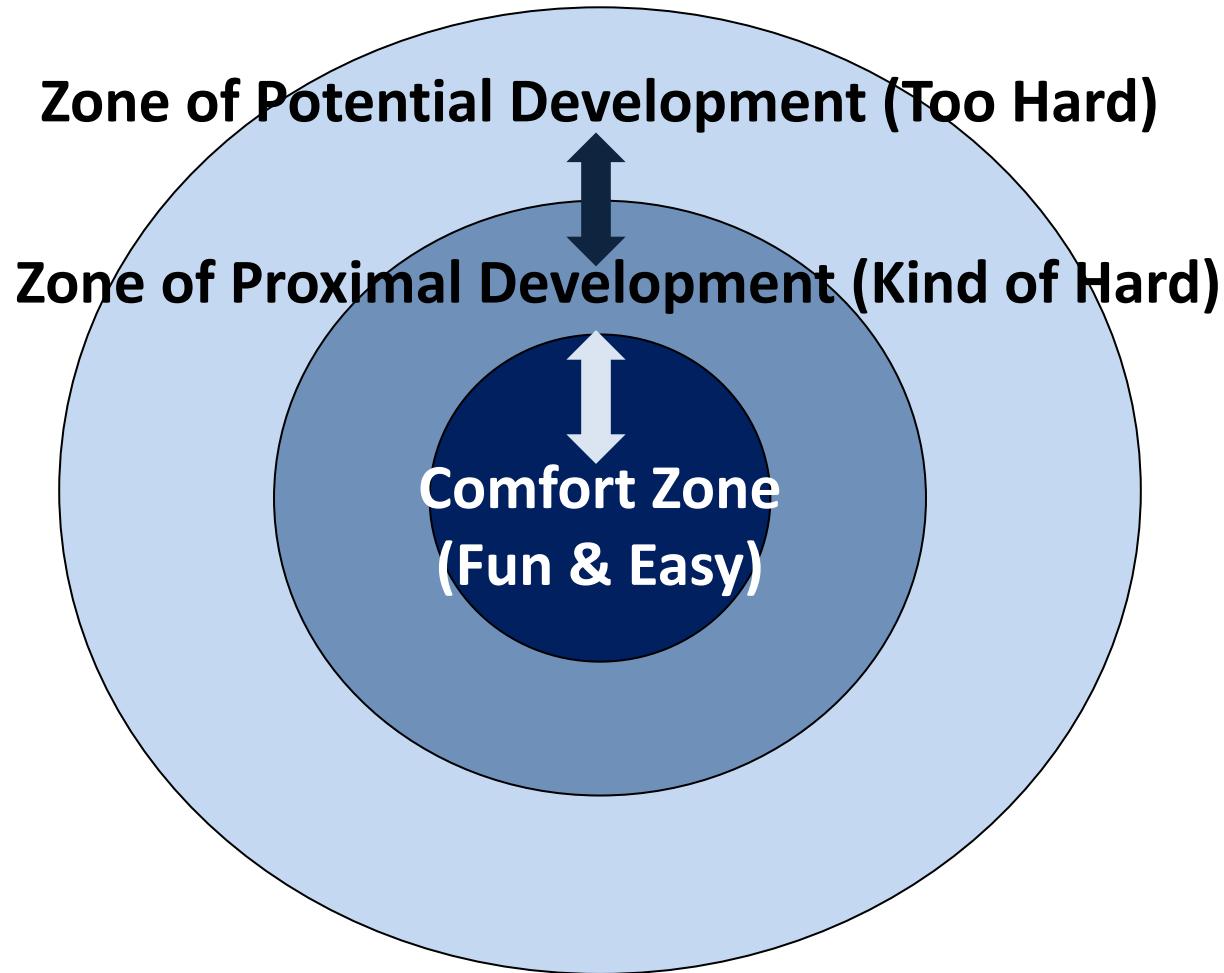 Zone of Potential Development (Too Hard)
Zone of Proximal Development (Kind of Hard)
Comfort Zone
(Fun & Easy)